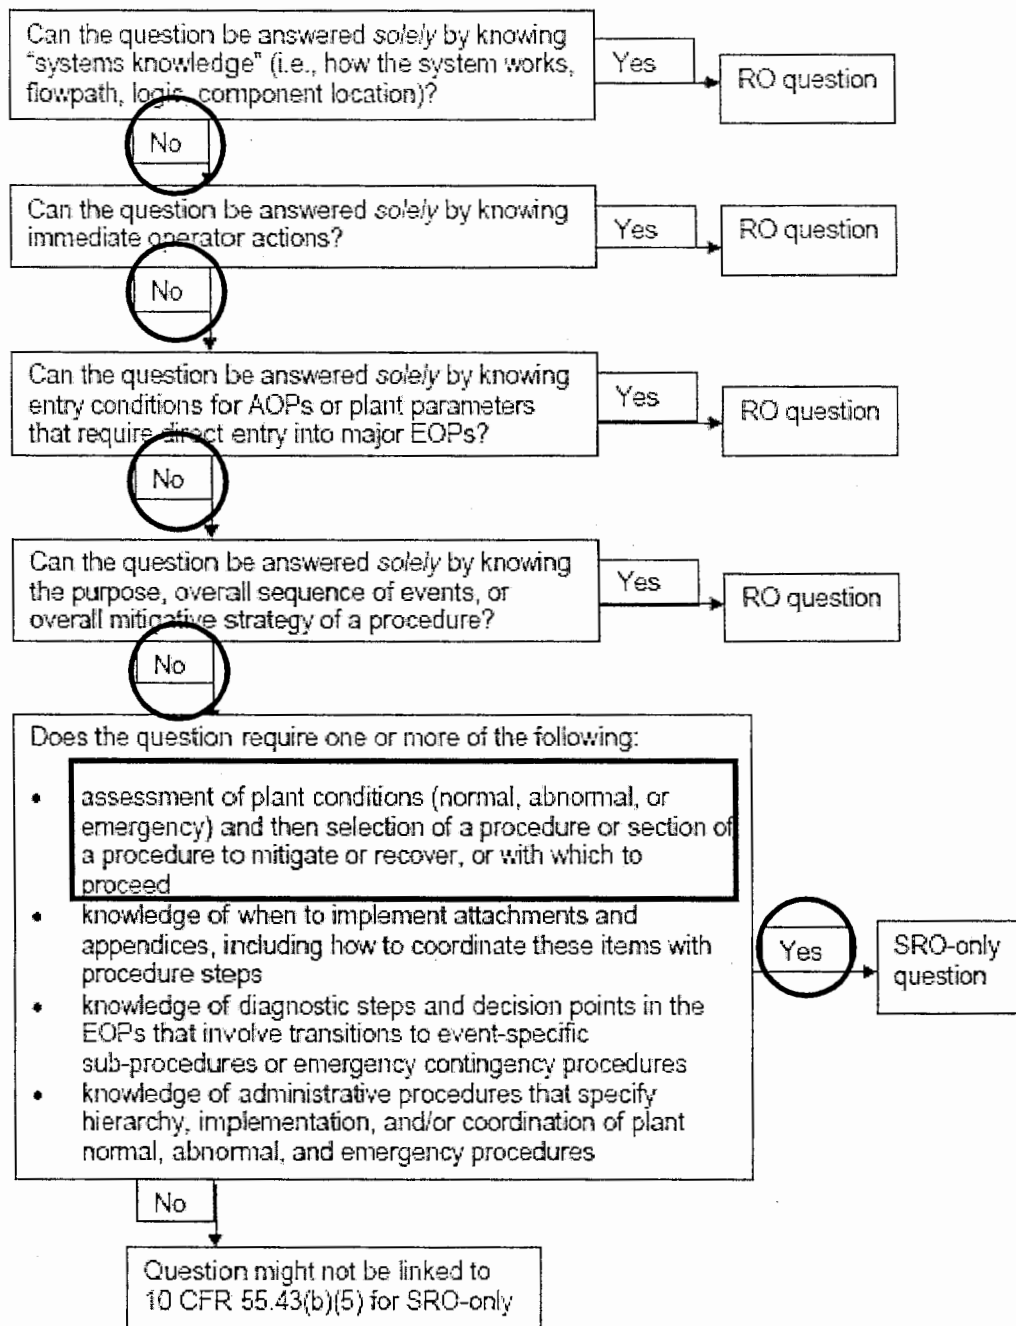 Can the question be answered solely by knowing
"systems knowledge" (i.e., how the system works,
flowpath, logic, component location)?
Yes
RO question
No
Can the question be answered solely by knowing
immediate operator actions?
Yes
RO question
No
Can the question be answered solely by knowing
entry conditions for AOPs or plant parameters
that require direct entry into major EOPs?
Yes
RO question
No
Can the question be answered solely by knowing
the purpose, overall sequence of events, or
overall mitigative strategy of a procedure?
Yes
RO question
No
Does the question require one or more of the following:
• assessment of plant conditions (normal, abnormal, or
emergency) and then selection of a procedure or section of
a procedure to mitigate or recover, or with which to
proceed
• knowledge of when to implement attachments and
appendices, including how to coordinate these items with
procedure steps
• knowledge of diagnostic steps and decision points in the
EOPs that involve transitions to event-specific
sub-procedures or emergency contingency procedures
• knowledge of administrative procedures that specify
hierarchy, implementation, and/or coordination of plant
normal, abnormal, and emergency procedures
Yes
SRO-only
question
No
Question might not be linked to
10 CFR 55.43(b)(5) for SRO-only